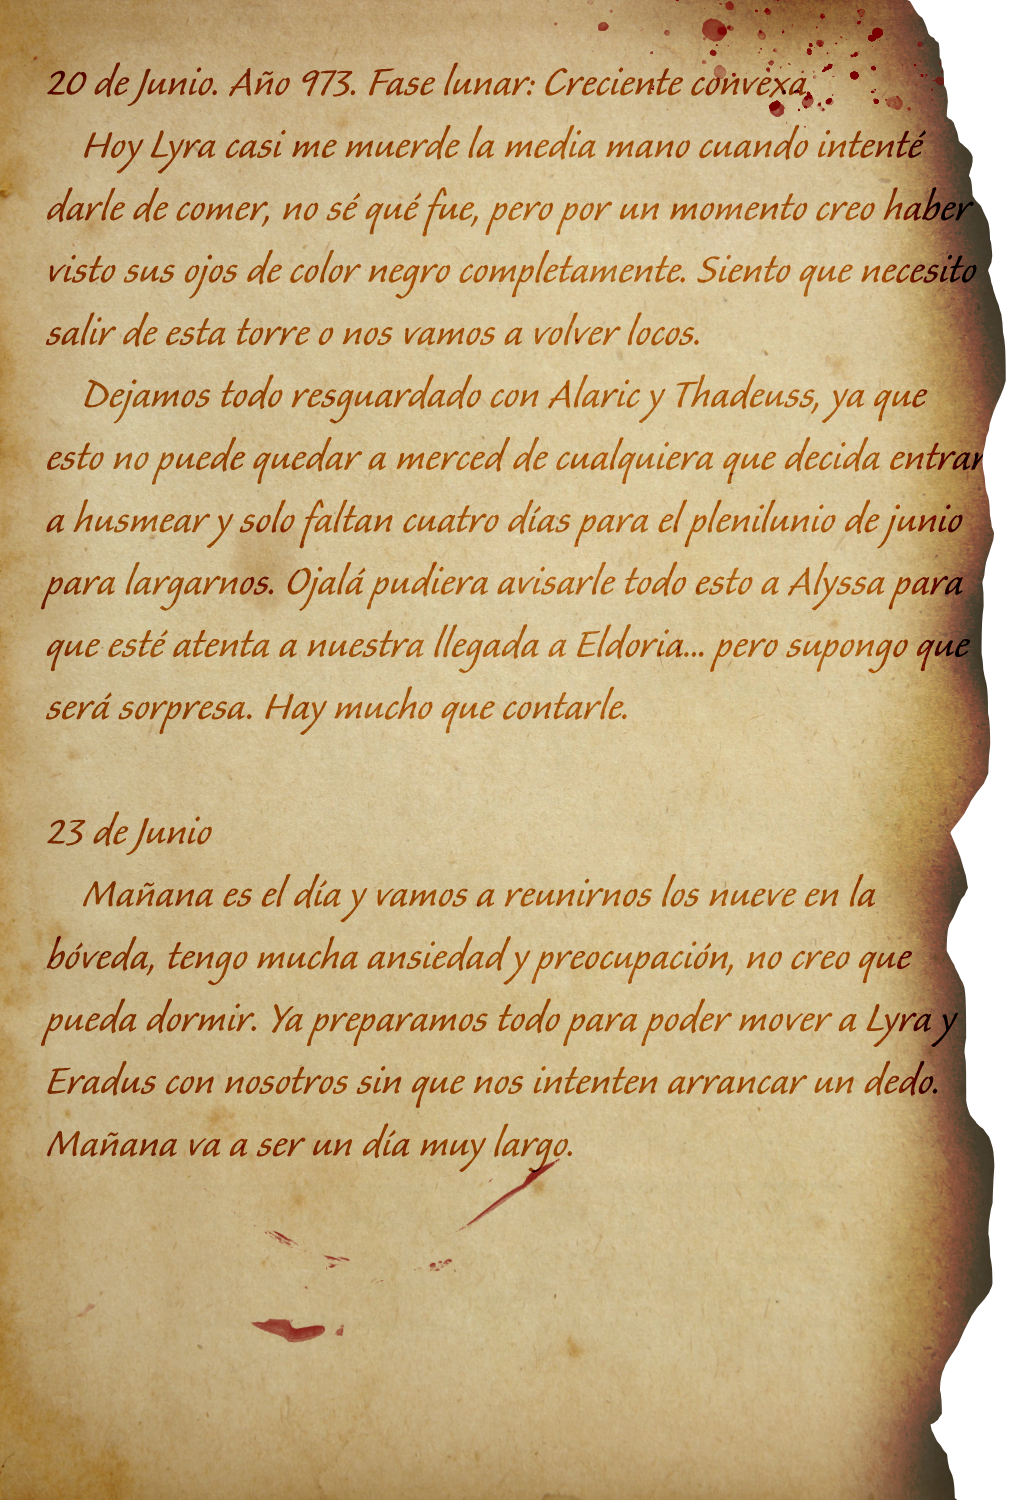 20 de Junio. Año 973. Fase lunar: Creciente convexa.
Hoy Lyra casi me muerde la media mano cuando intenté
darle de comer, no sé qué fue, pero por un momento creo haber
visto sus ojos de color negro completamente. Siento que necesito
salir de esta torre o nos vamos a volver locos.
Dejamos todo resguardado con Alaric y Thadeuss, ya que
esto no puede quedar a merced de cualquiera que decida entrar
a husmear y solo faltan cuatro días para el plenilunio de junio
para largarnos. Ojalá pudiera avisarle todo esto a Alyssa para
que esté atenta a nuestra llegada a Eldoria... pero supongo que
será sorpresa. Hay mucho que contarle.
23 de Junio
Mañana es el día y vamos a reunirnos los nueve en la
bóveda, tengo mucha ansiedad y preocupación, no creo que
pueda dormir. Ya preparamos todo para poder mover a Lyra y
Eradus con nosotros sin que nos intenten arrancar un dedo.
Mañana va a ser un día muy largo.